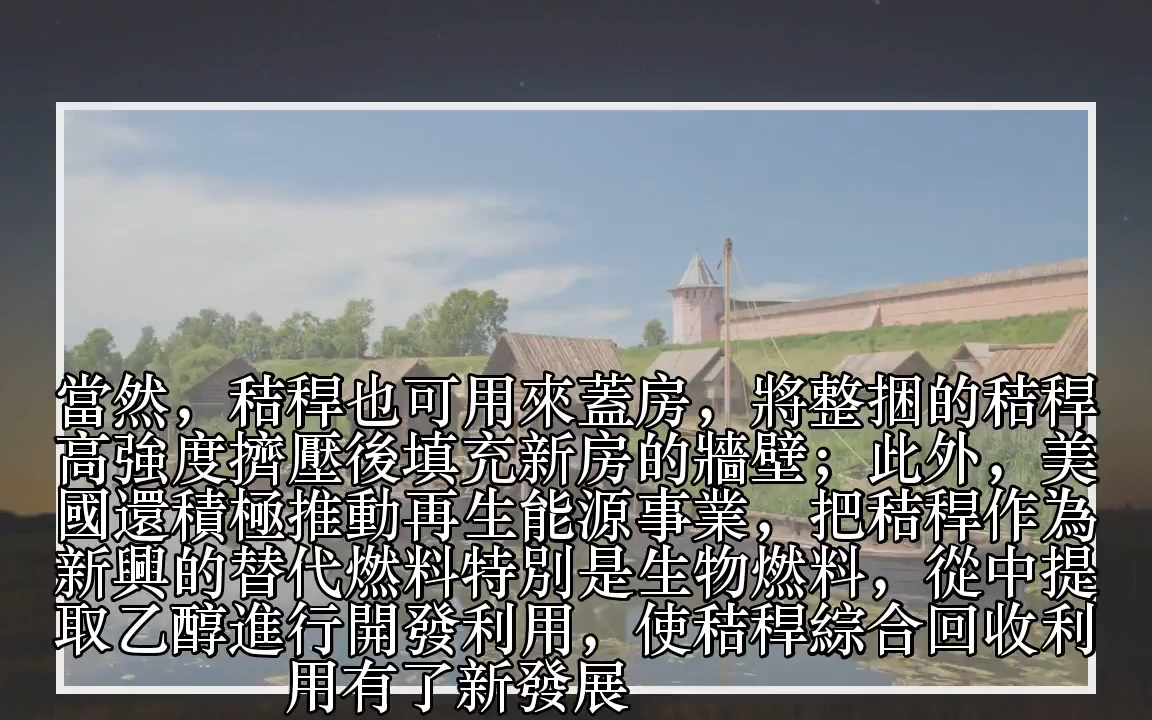 當然，秸稈也可用來蓋房，將整捆的秸稈
高強度擠壓後填充新房的牆壁；此外，美
國還積極推動再生能源事業，把秸稈作為
新興的替代燃料特別是生物燃料，從中提
取乙醇進行開發利用，使秸稈綜合回收利
用有了新發展